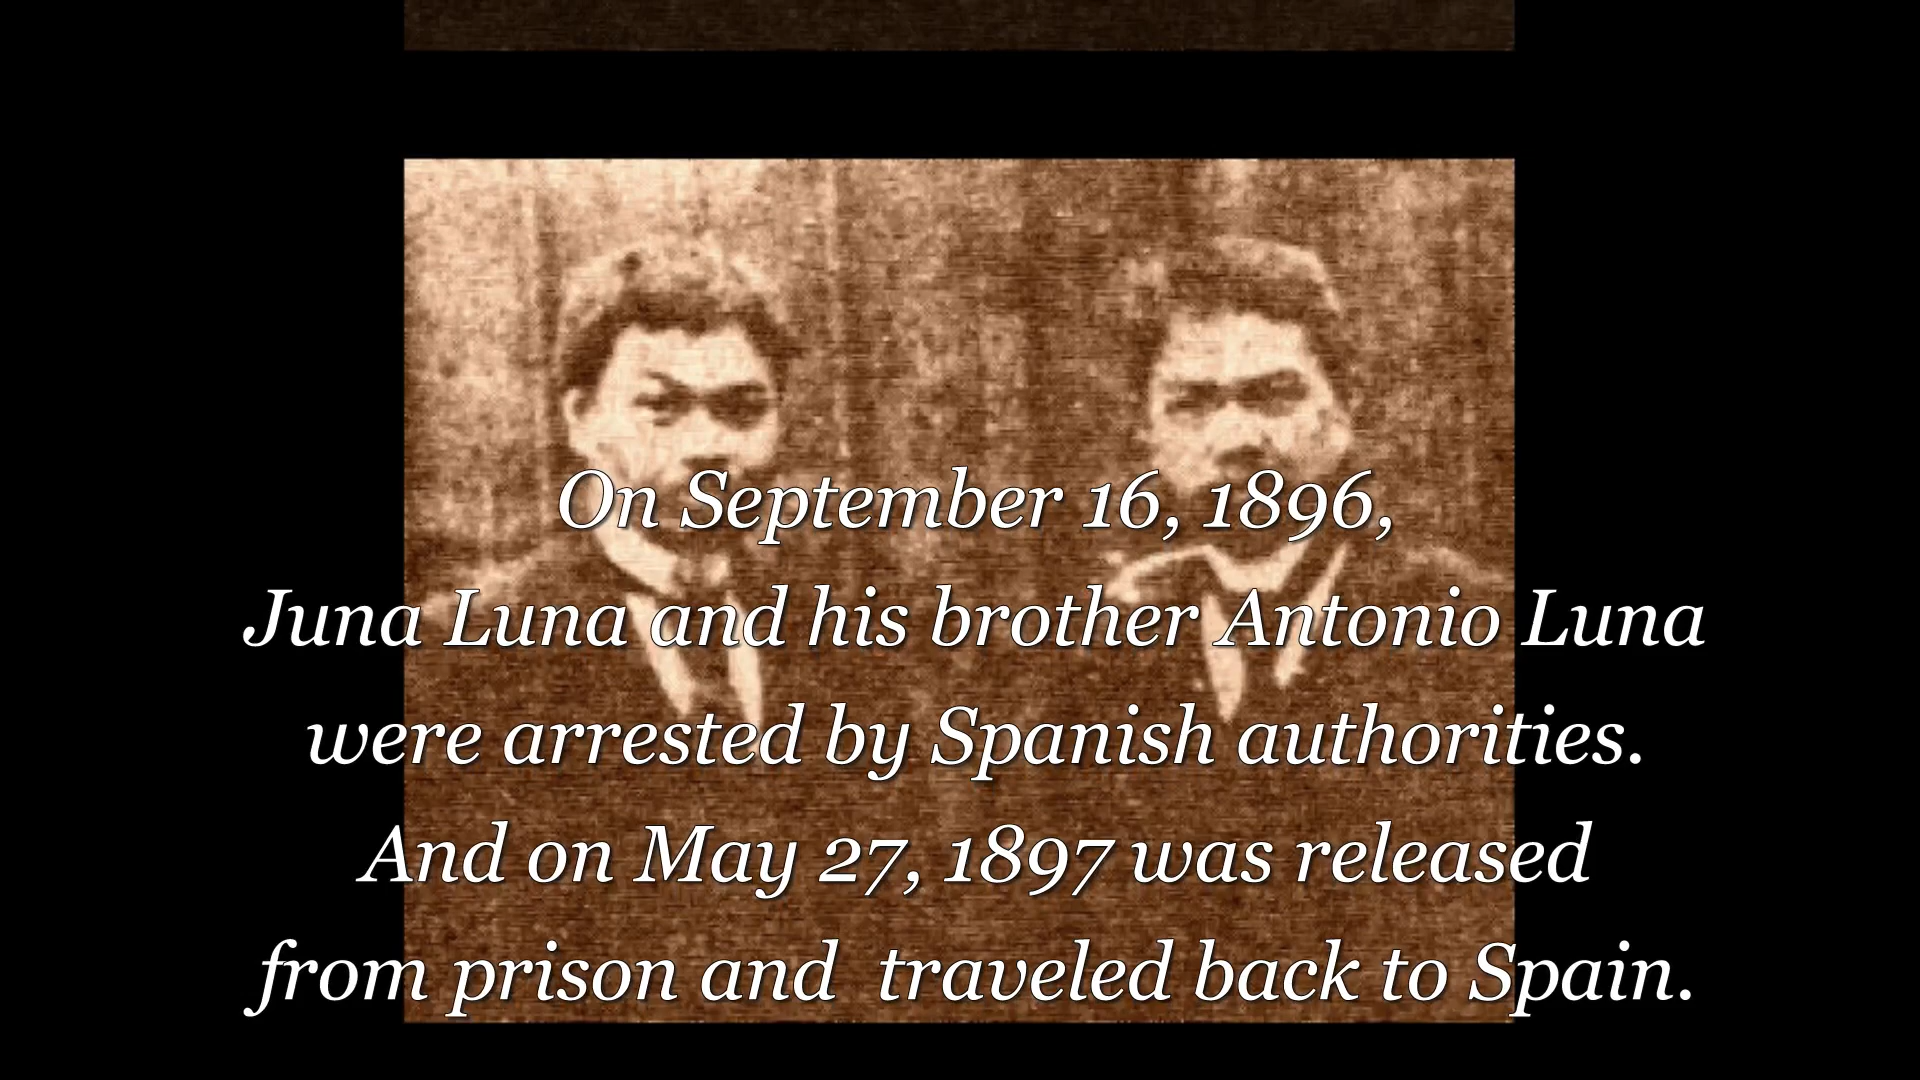 On September 16, 1896,
Juna Luna and his brother Antonio Luna
were arrested by Spanish authorities.
And on May 27, 1897 was released
from prison and  traveled back to Spain.